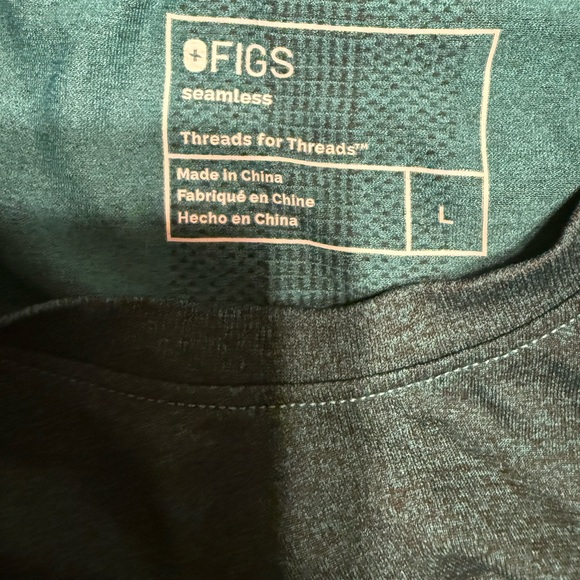 FIGS
seamless
Threads for Threads™
Made in China
Fabriqué en Chine
Hecho en China
L